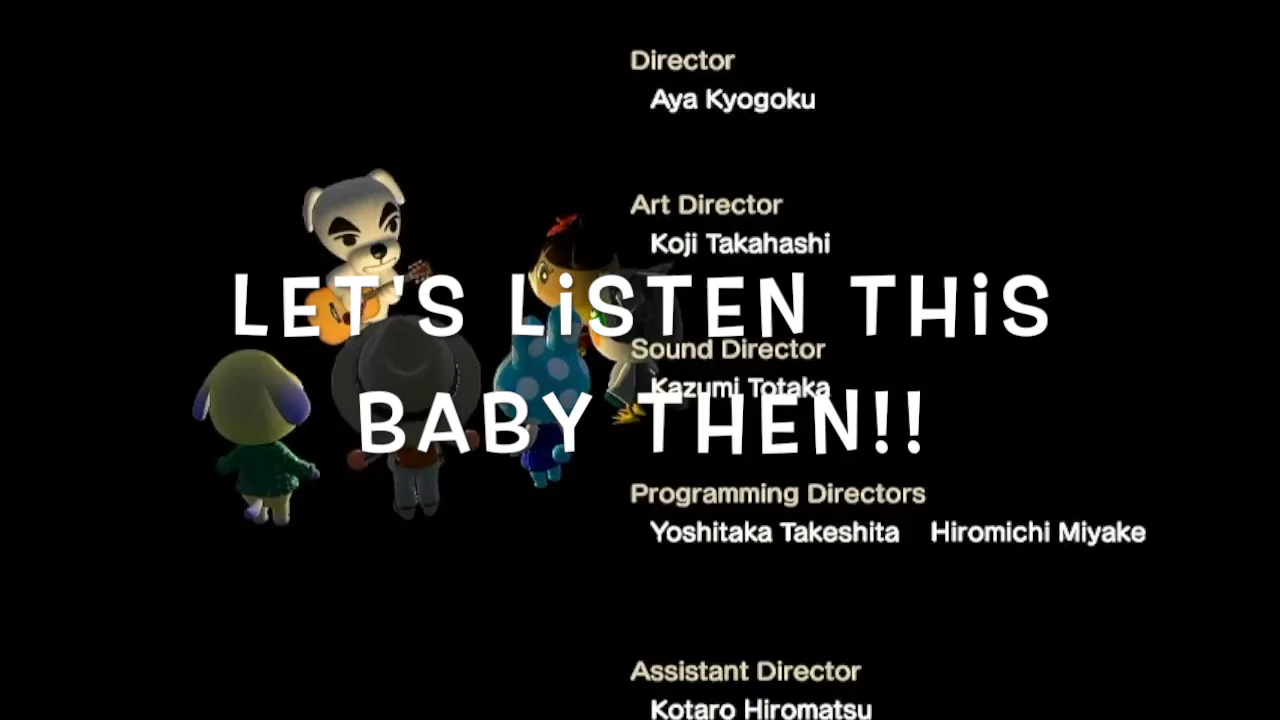 Director
Aya Kyogoku
Art Director
Koji Takahashi
LET'S LiSTEN THiS
Sound Director
Kazumi Totaka
BABY THEN!!
Programming Directors
Yoshitaka Takeshita Hiromichi Miyake
Assistant Director
Kotaro Hiromatsu